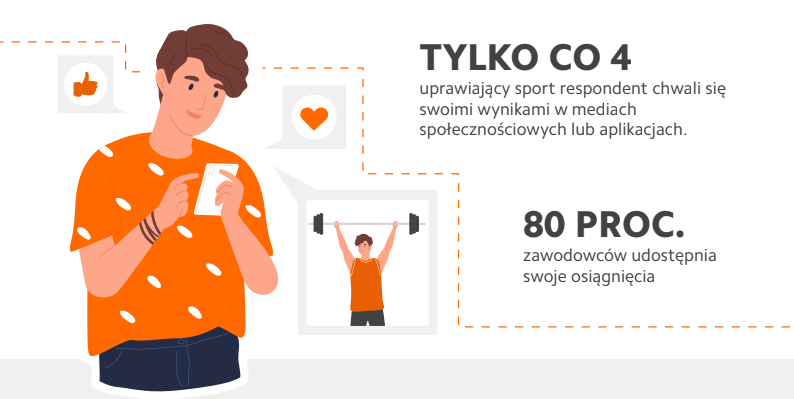 TYLKO CO 4
uprawiający sport respondent chwali się
swoimi wynikami w mediach
społecznościowych lub aplikacjach.
80 PROC.
zawodowców udostępnia
swoje osiągnięcia